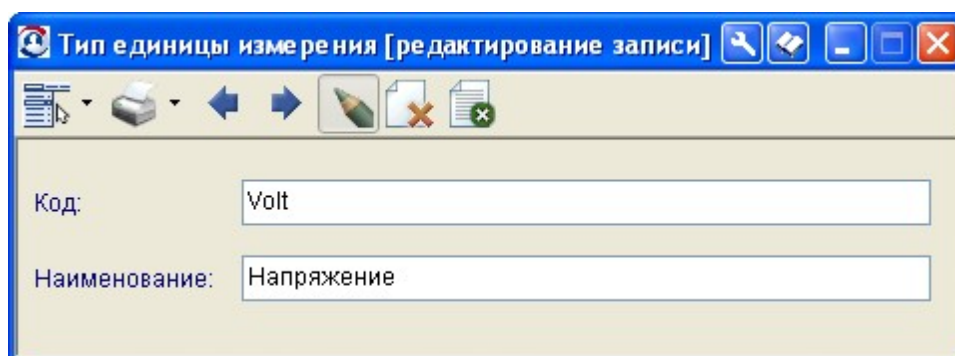 Тип единицы измерения [редактирование записи]
Код: Volt
Наименование: Напряжение